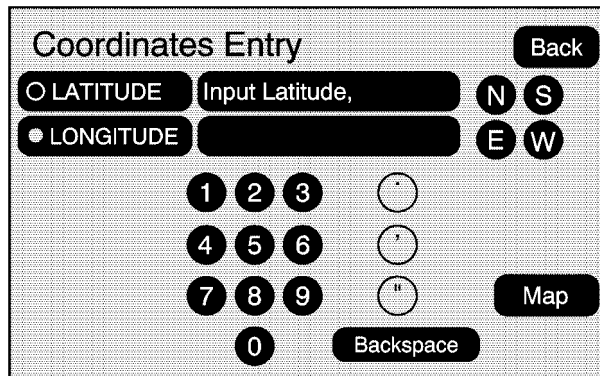 Coordinates Entry Back
LATITUDE Input Latitude, N S
LONGITUDE E W
1 2 3 °
4 5 6 ’
7 8 9 " Map
0 Backspace